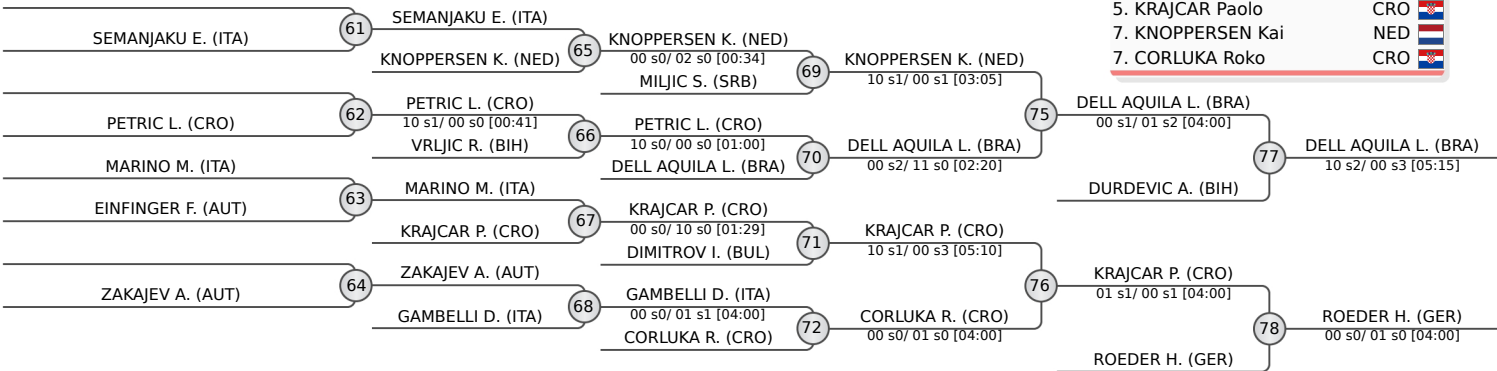 SEMANJAKU E. (ITA)
61
SEMANJAKU E. (ITA)
KNOPPERSEN K. (NED)
65
KNOPPERSEN K. (NED)
00 s0/ 02 s0 [00:34]
MILJIC S. (SRB)
69
KNOPPERSEN K. (NED)
10 s1/ 00 s1 [03:05]
PETRIC L. (CRO)
62
PETRIC L. (CRO)
10 s1/ 00 s0 [00:41]
VRLJIC R. (BIH)
66
PETRIC L. (CRO)
10 s0/ 00 s0 [01:00]
DELL AQUILA L. (BRA)
70
DELL AQUILA L. (BRA)
00 s2/ 11 s0 [02:20]
75
DELL AQUILA L. (BRA)
00 s1/ 01 s2 [04:00]
DURDEVIC A. (BIH)
77
DELL AQUILA L. (BRA)
10 s2/ 00 s3 [05:15]
MARINO M. (ITA)
EINFINGER F. (AUT)
63
MARINO M. (ITA)
KRAJCAR P. (CRO)
67
KRAJCAR P. (CRO)
00 s0/ 10 s0 [01:29]
DIMITROV I. (BUL)
71
KRAJCAR P. (CRO)
10 s1/ 00 s3 [05:10]
ZAKAJEV A. (AUT)
64
ZAKAJEV A. (AUT)
GAMBELLI D. (ITA)
68
GAMBELLI D. (ITA)
00 s0/ 01 s1 [04:00]
CORLUKA R. (CRO)
72
CORLUKA R. (CRO)
00 s0/ 01 s0 [04:00]
76
KRAJCAR P. (CRO)
01 s1/ 00 s1 [04:00]
ROEDER H. (GER)
78
ROEDER H. (GER)
00 s0/ 01 s0 [04:00]
5. KRAJCAR Paolo CRO
7. KNOPPERSEN Kai NED
7. CORLUKA Roko CRO